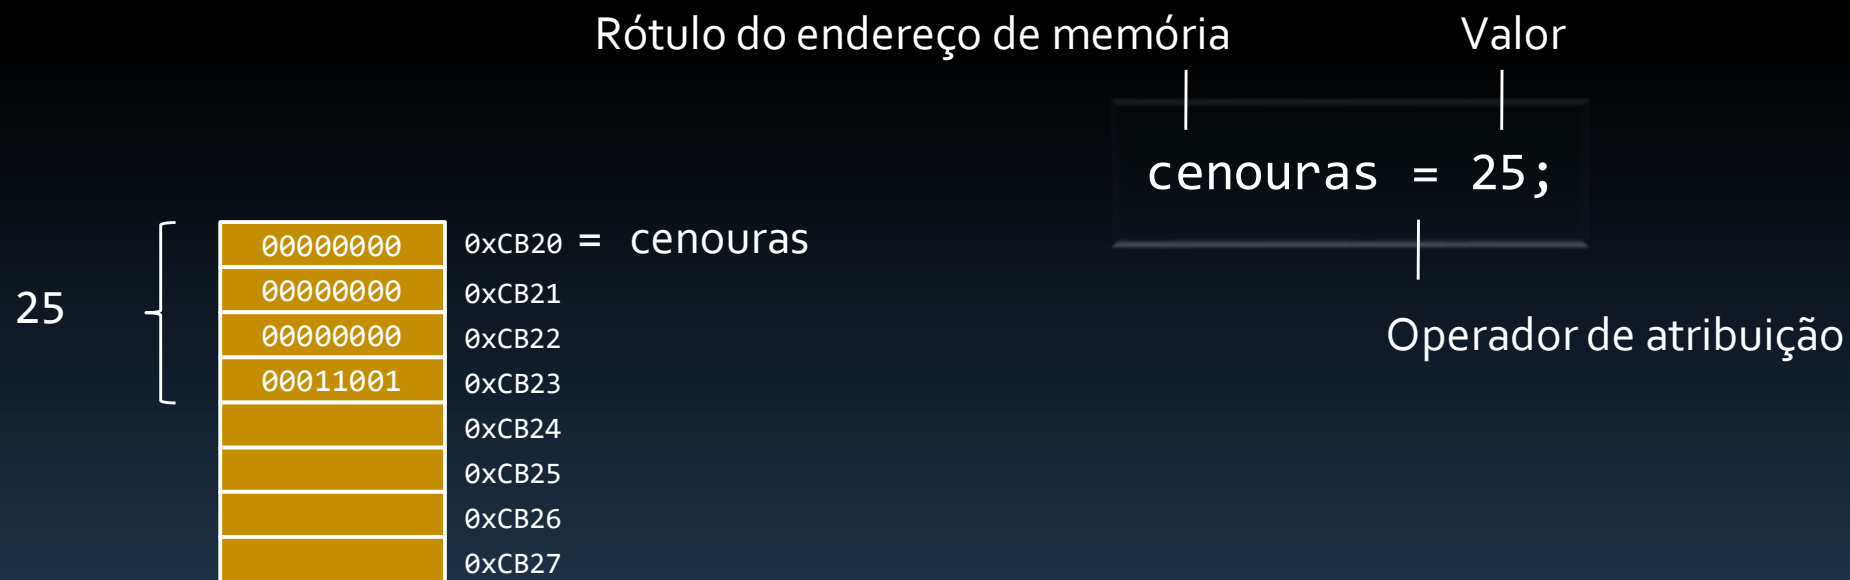 Rótulo do endereço de memória Valor
cenouras = 25;
00000000 0xCB20 = cenouras
00000000 0xCB21
25
00000000 0xCB22
Operador de atribuição
00011001 0xCB23
0xCB24
0xCB25
0xCB26
0xCB27